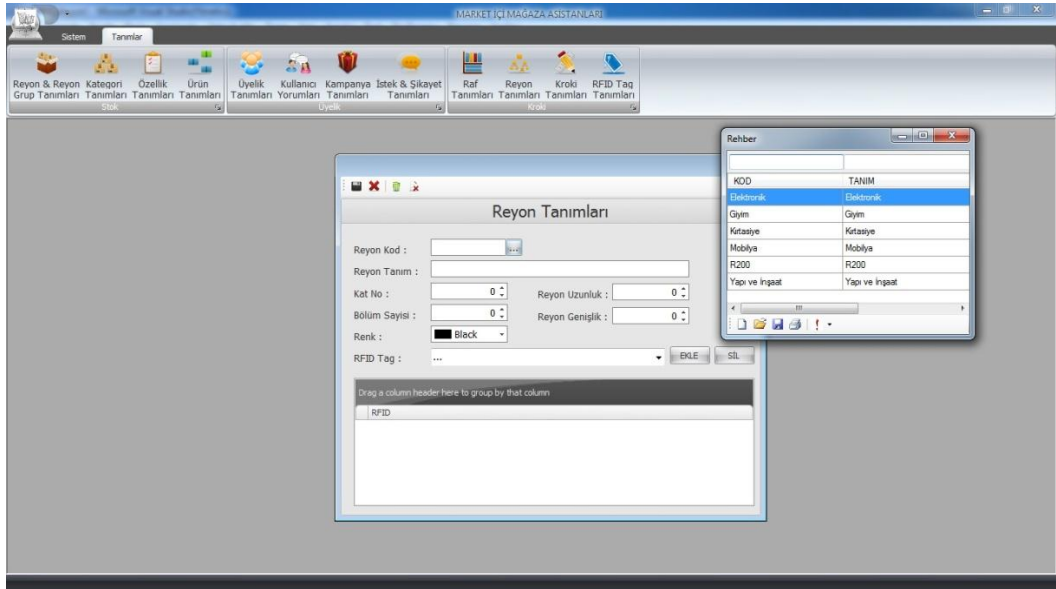 MARKET İÇİ MAĞAZA ASİSTANLARI
Sistem Tanımlar
Reyon & Reyon Grup Tanımları
Kategori Tanımları
Özellik Tanımları
Ürün Tanımları
Stok
Üyelik Tanımları
Kullanıcı Yorumları
Kampanya Tanımları
İstek & Şikayet Tanımları
Üyelik
Raf Tanımları
Reyon Tanımları
Kroki Tanımları
RFID Tag Tanımları
Kroki
Reyon Tanımları
Reyon Kod :
Reyon Tanım :
Kat No : 0 Reyon Uzunluk : 0
Bölüm Sayisi : 0 Reyon Genişlik : 0
Renk : Black
RFID Tag : ... EKLE SİL
Drag a column header here to group by that column
RFID
Rehber
KOD TANIM
Elektronik Elektronik
Giyim Giyim
Kırtasiye Kırtasiye
Mobilya Mobilya
R200 R200
Yapı ve İnşaat Yapı ve İnşaat